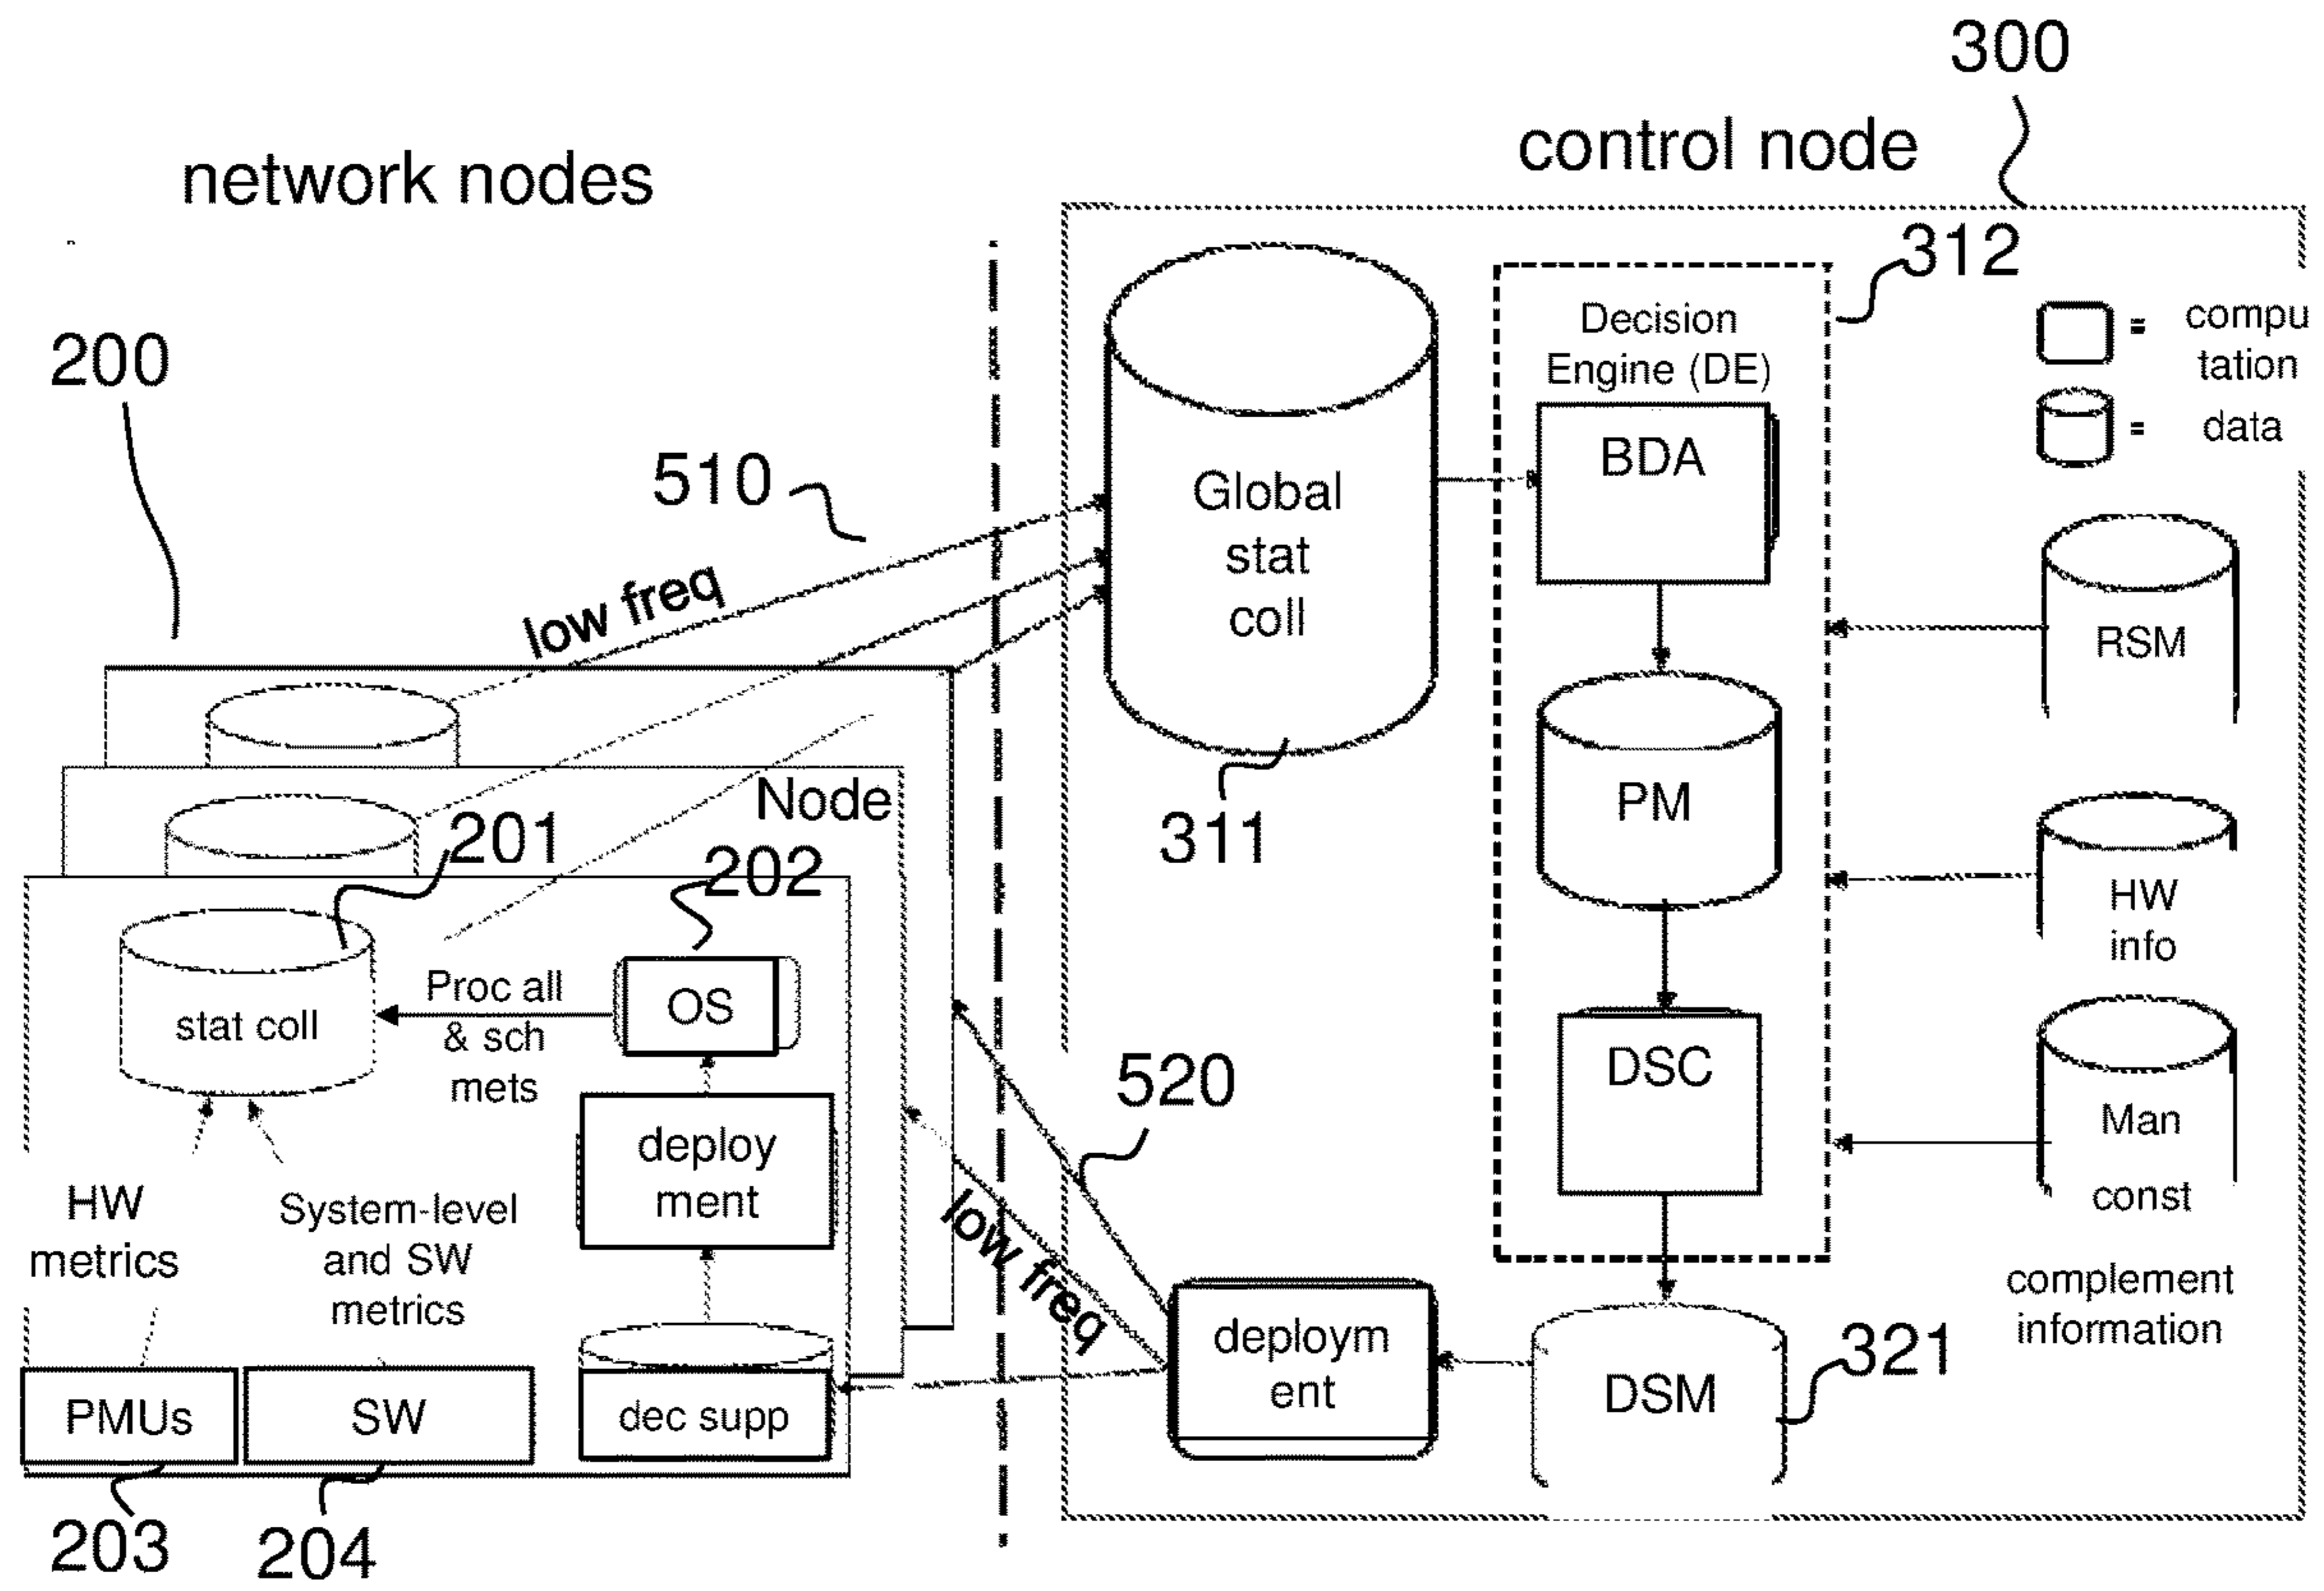 300
control node
network nodes
312
Decision
Engine (DE)
= compu
tation
= data
200
510
BDA
Global
stat
coll
low freq
RSM
Node
PM
201
311
202
HW
info
Proc all
& sch
mets
OS
stat coll
520
DSC
Man
const
deploy
ment
HW
metrics
System-level
and SW
metrics
low freq
complement
information
deploym
ent
DSM
321
PMUs
SW
dec supp
203
204